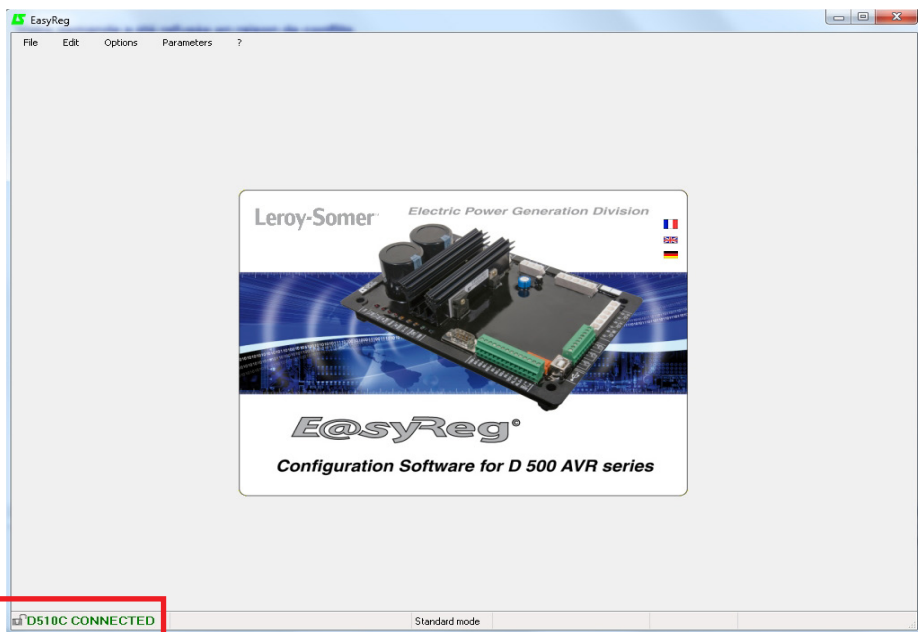 EasyReg
File Edit Options Parameters ?
Leroy-Somer
Electric Power Generation Division
E@syReg®
Configuration Software for D 500 AVR series
D510C CONNECTED
Standard mode